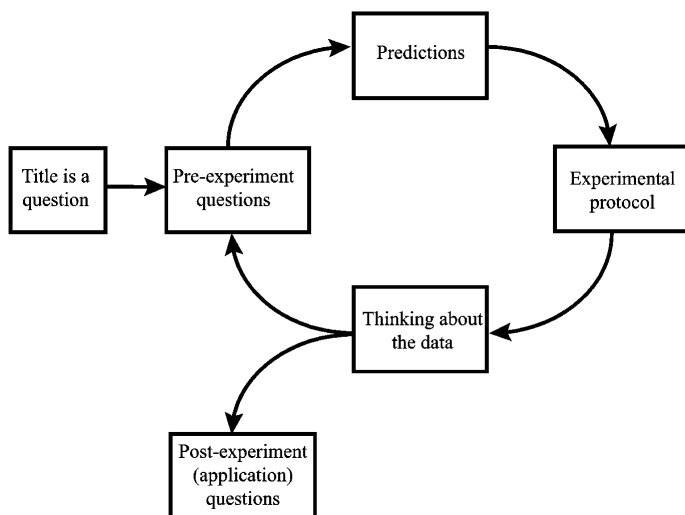 Predictions
Title is a
question
Pre-experiment
questions
Experimental
protocol
Thinking about
the data
Post-experiment
(application)
questions